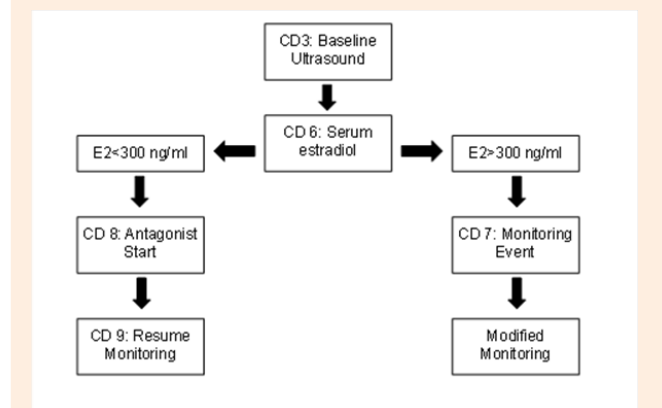 CD3: Baseline
Ultrasound
CD 6: Serum
estradiol
E2<300 ng/ml
E2>300 ng/ml
CD 8: Antagonist
Start
CD 7: Monitoring
Event
CD 9: Resume
Monitoring
Modified
Monitoring